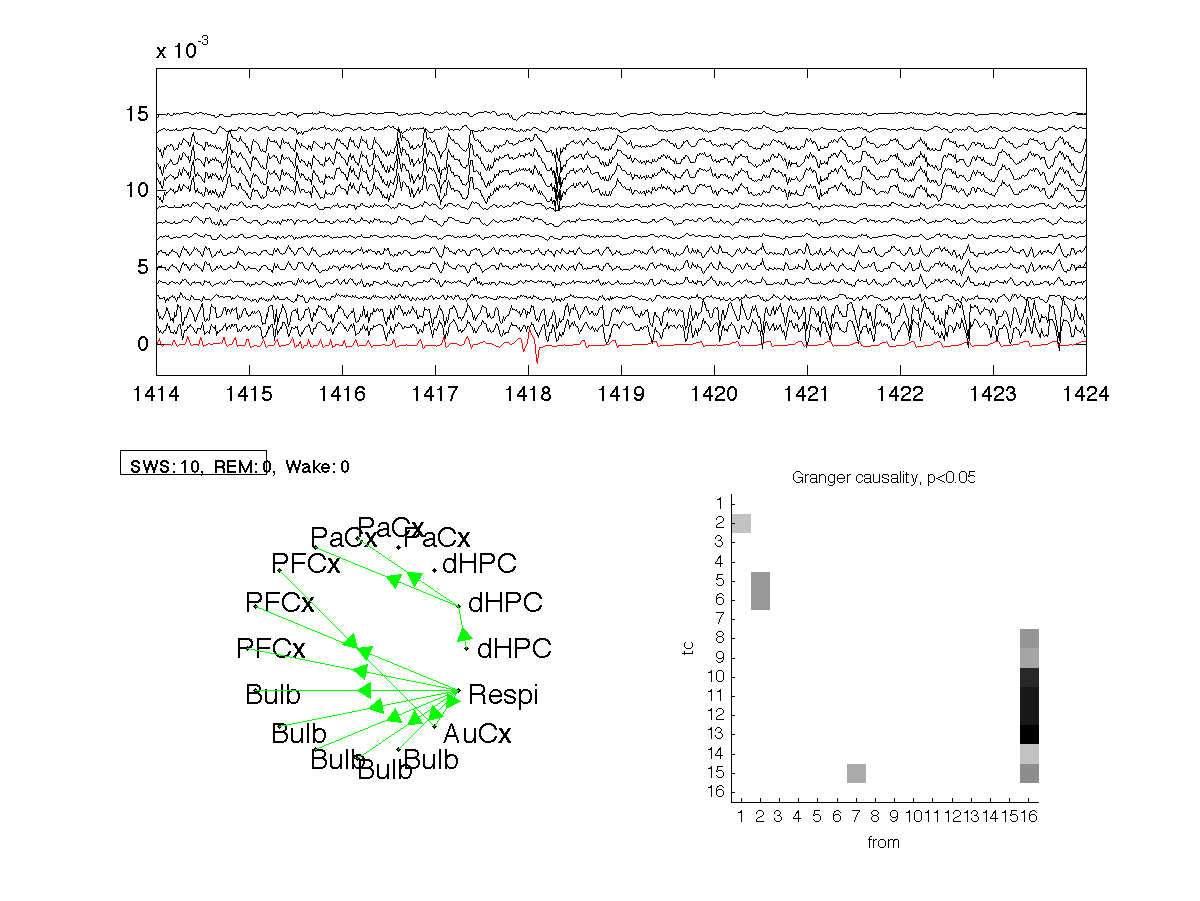 x 10-3
15
10
5
0
1414 1415 1416 1417 1418 1419 1420 1421 1422 1423 1424
SWS:10, REM:0, Wake:0
Granger causality, p<0.05
PaCx
PaCx PaCx
PFCx dHPC
PFCx dHPC
PFCx dHPC
Bulb Respi
Bulb AuCx
Bulb Bulb
Bulb
1
2
3
4
5
6
7
8
9
10
11
12
13
14
15
16
tc
1 2 3 4 5 6 7 8 9 10 11 12 13 14 15 16
from